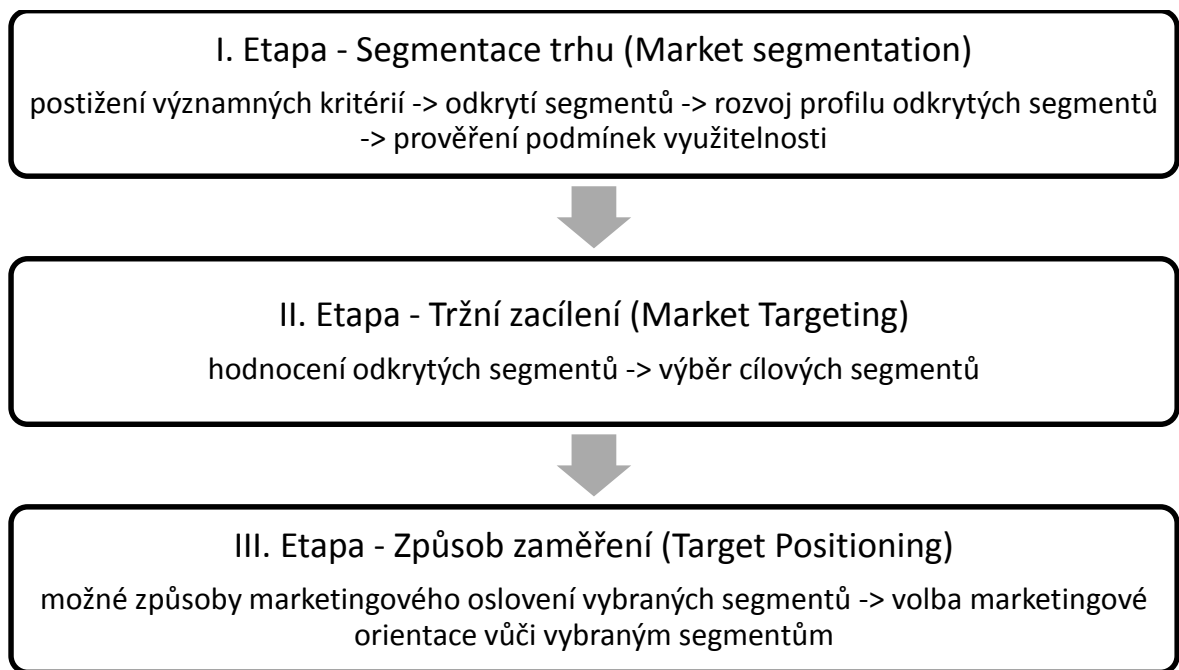 I. Etapa - Segmentace trhu (Market segmentation)
postižení významných kritérií -> odkrytí segmentů -> rozvoj profilu odkrytých segmentů
-> prověření podmínek využitelnosti
II. Etapa - Tržní zacílení (Market Targeting)
hodnocení odkrytých segmentů -> výběr cílových segmentů
III. Etapa - Způsob zaměření (Target Positioning)
možné způsoby marketingového oslovení vybraných segmentů -> volba marketingové
orientace vůči vybraným segmentům